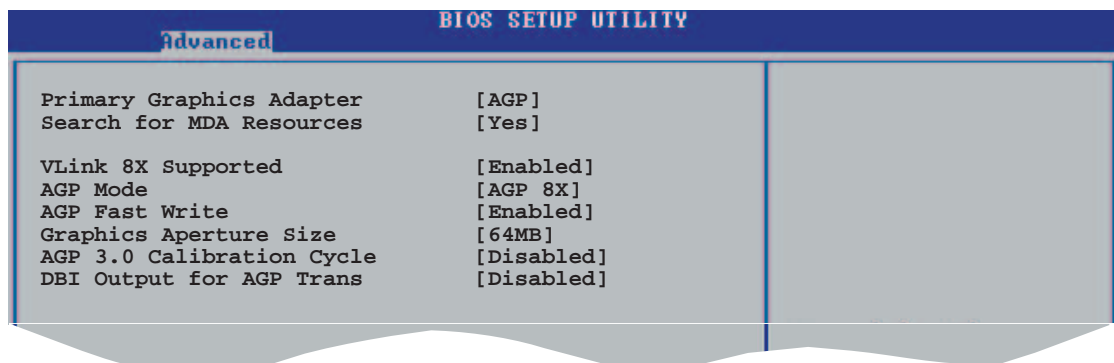 BIOS SETUP UTILITY
Advanced
Primary Graphics Adapter [AGP]
Search for MDA Resources [Yes]
VLink 8X Supported [Enabled]
AGP Mode [AGP 8X]
AGP Fast Write [Enabled]
Graphics Aperture Size [64MB]
AGP 3.0 Calibration Cycle [Disabled]
DBI Output for AGP Trans [Disabled]